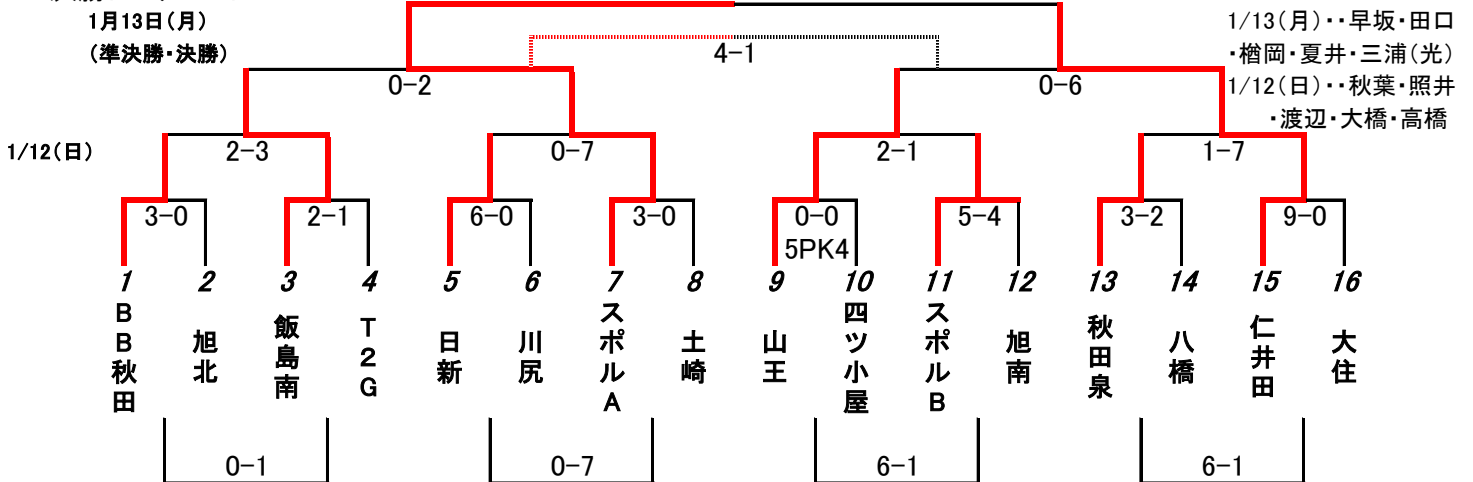 1月13日(月)
(準決勝・決勝)
1/13(月)・・早坂・田口
・楢岡・夏井・三浦(光)
1/12(日)・・秋葉・照井
・渡辺・大橋・高橋
4-1
0-2
0-6
1/12(日)
2-3
0-7
2-1
1-7
3-0
2-1
6-0
3-0
0-0
5PK4
5-4
3-2
9-0
1
2
3
4
5
6
7
8
9
10
11
12
13
14
15
16
BB秋田
旭北
飯島南
T2G
日新
川尻
スポルA
土崎
山王
四ツ小屋
スポルB
旭南
秋田泉
八橋
仁井田
大住
0-1
0-7
6-1
6-1